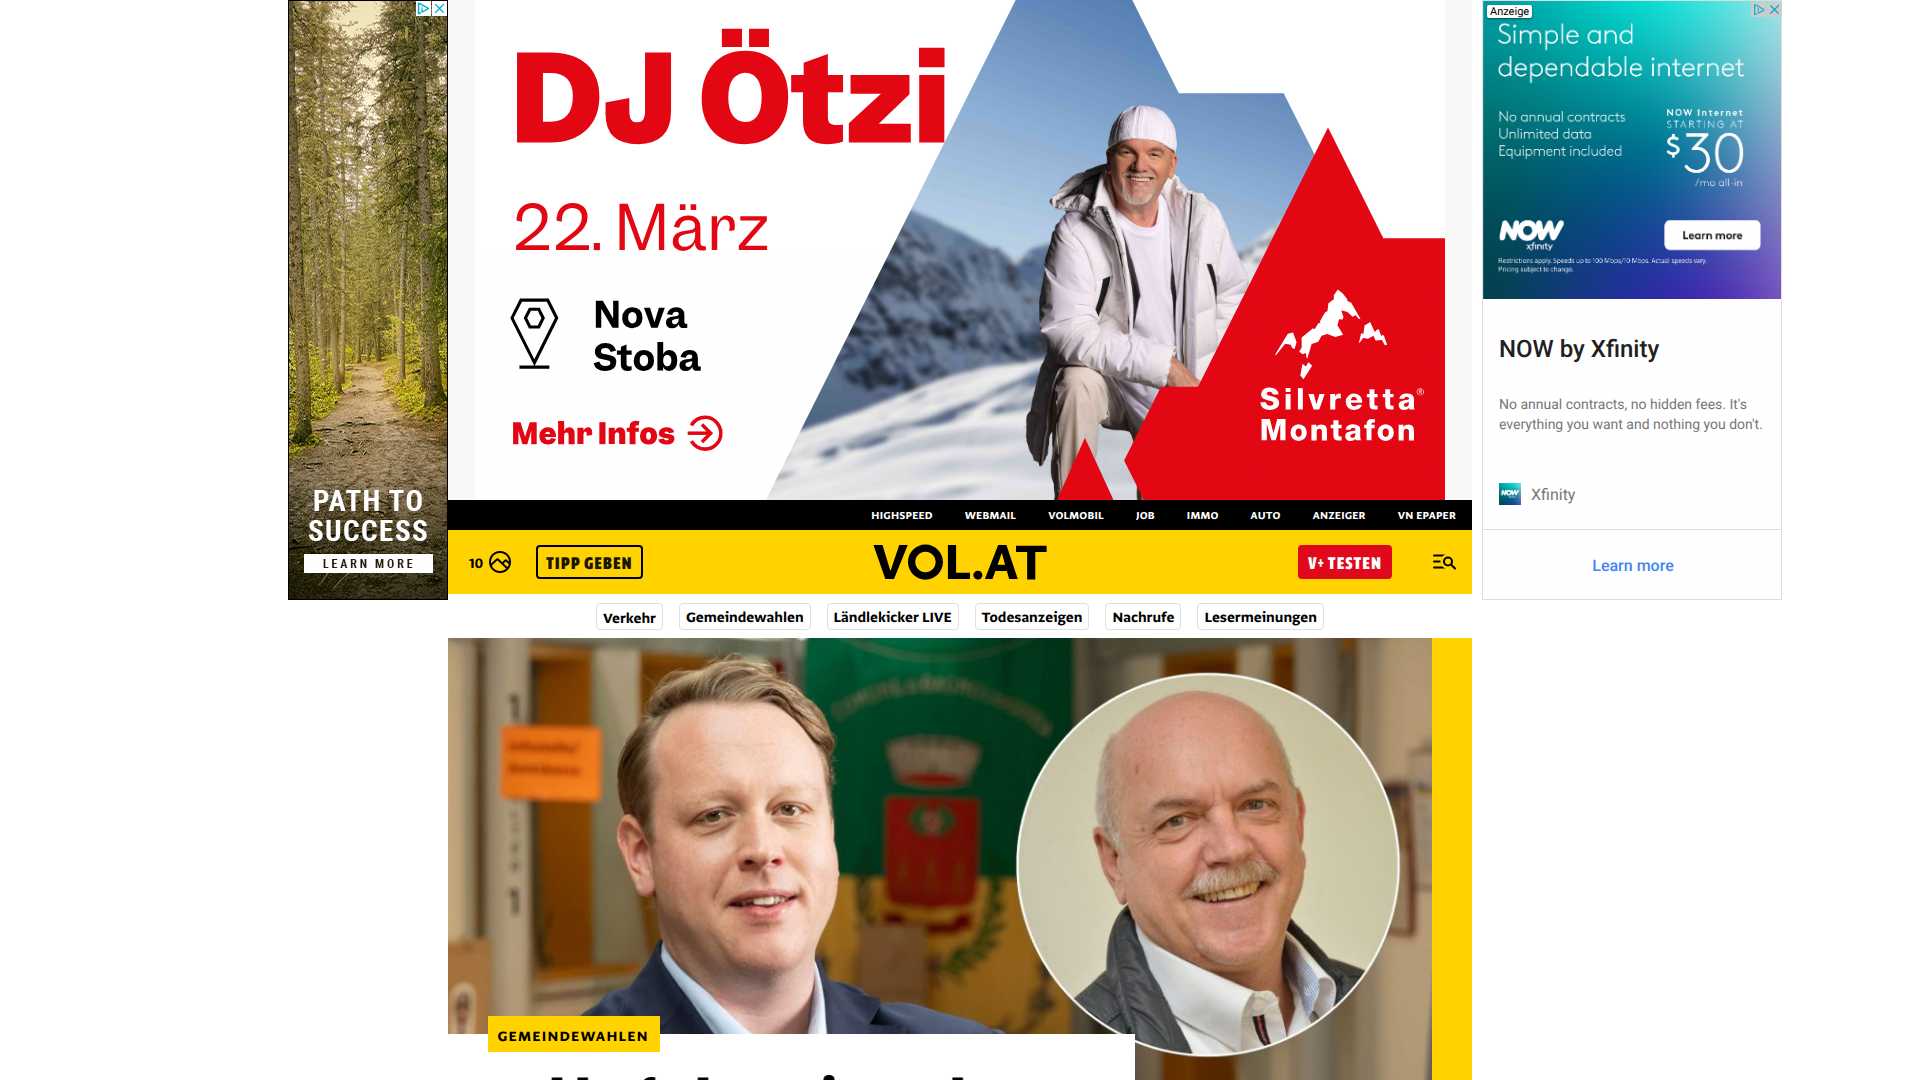 PATH TO
SUCCESS
LEARN MORE
DJ Ötzi
22. März
Nova
Stoba
Mehr Infos
Silvretta®
Montafon
Anzeige
Simple and
dependable internet
No annual contracts
Unlimited data
Equipment included
NOW Internet
STARTING AT
$30
/mo all-in
NOW
xfinity
Learn more
Restrictions apply. Speeds up to 100 Mbps/10 Mbps. Actual speeds vary.
Pricing subject to change.
NOW by Xfinity
No annual contracts, no hidden fees. It's
everything you want and nothing you don't.
NOW
Xfinity
Learn more
HIGHSPEED WEBMAIL VOLMOBIL JOB IMMO AUTO ANZEIGER VN EPAPER
10 TIPP GEBEN VOL.AT V+ TESTEN
Verkehr Gemeindewahlen Ländlekicker LIVE Todesanzeigen Nachrufe Lesermeinungen
GEMEINDEWAHLEN